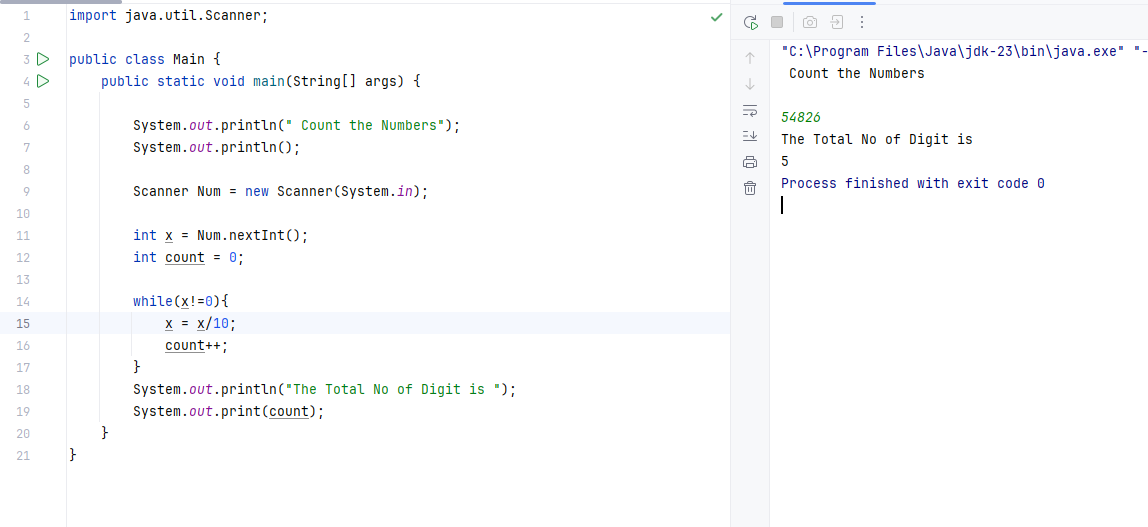 1 import java.util.Scanner;
2
3 public class Main {
4     public static void main(String[] args) {
5
6         System.out.println(" Count the Numbers");
7         System.out.println();
8
9         Scanner Num = new Scanner(System.in);
10
11         int x = Num.nextInt();
12         int count = 0;
13
14         while(x!=0){
15             x = x/10;
16             count++;
17         }
18         System.out.println("The Total No of Digit is ");
19         System.out.print(count);
20     }
21 }
"C:\Program Files\Java\jdk-23\bin\java.exe" "-
 Count the Numbers
54826
The Total No of Digit is
5
Process finished with exit code 0